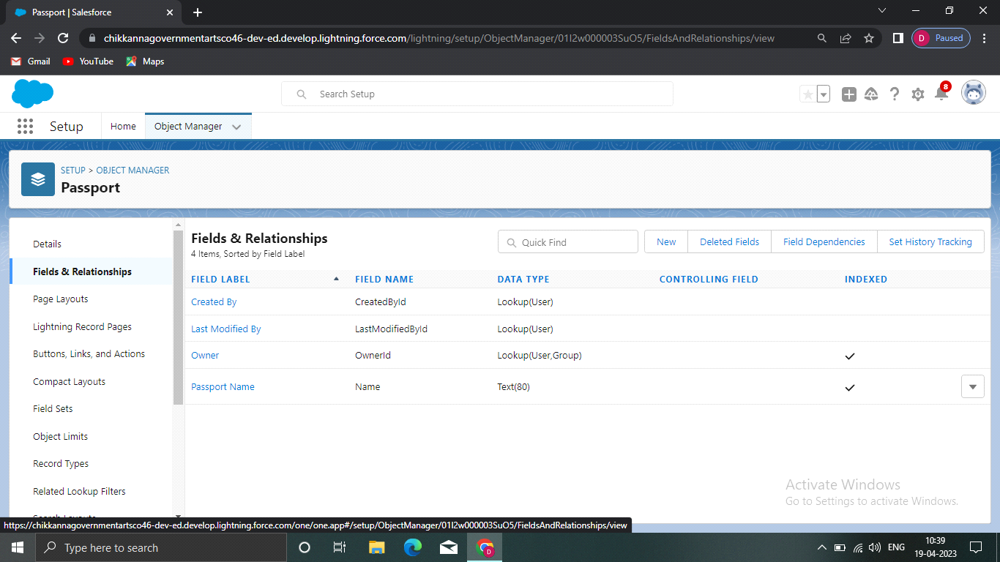 Passport | Salesforce
chikkannagovernmentartsco46-dev-ed.develop.lightning.force.com/lightning/setup/ObjectManager/01I2w000003SuO5/FieldsAndRelationships/view
D Paused
Gmail YouTube Maps
Search Setup
8
Setup Home Object Manager
SETUP > OBJECT MANAGER
Passport
Details
Fields & Relationships
Page Layouts
Lightning Record Pages
Buttons, Links, and Actions
Compact Layouts
Field Sets
Object Limits
Record Types
Related Lookup Filters
Search Layouts
Fields & Relationships
4 Items, Sorted by Field Label
Quick Find
New Deleted Fields Field Dependencies Set History Tracking
FIELD LABEL FIELD NAME DATA TYPE CONTROLLING FIELD INDEXED
Created By CreatedById Lookup(User)
Last Modified By LastModifiedById Lookup(User)
Owner OwnerId Lookup(User,Group)
Passport Name Name Text(80)
Activate Windows
Go to Settings to activate Windows.
https://chikkannagovernmentartsco46-dev-ed.develop.lightning.force.com/one/one.app#/setup/ObjectManager/01I2w000003SuO5/FieldsAndRelationships/view
Type here to search
D
ENG
10:39
19-04-2023